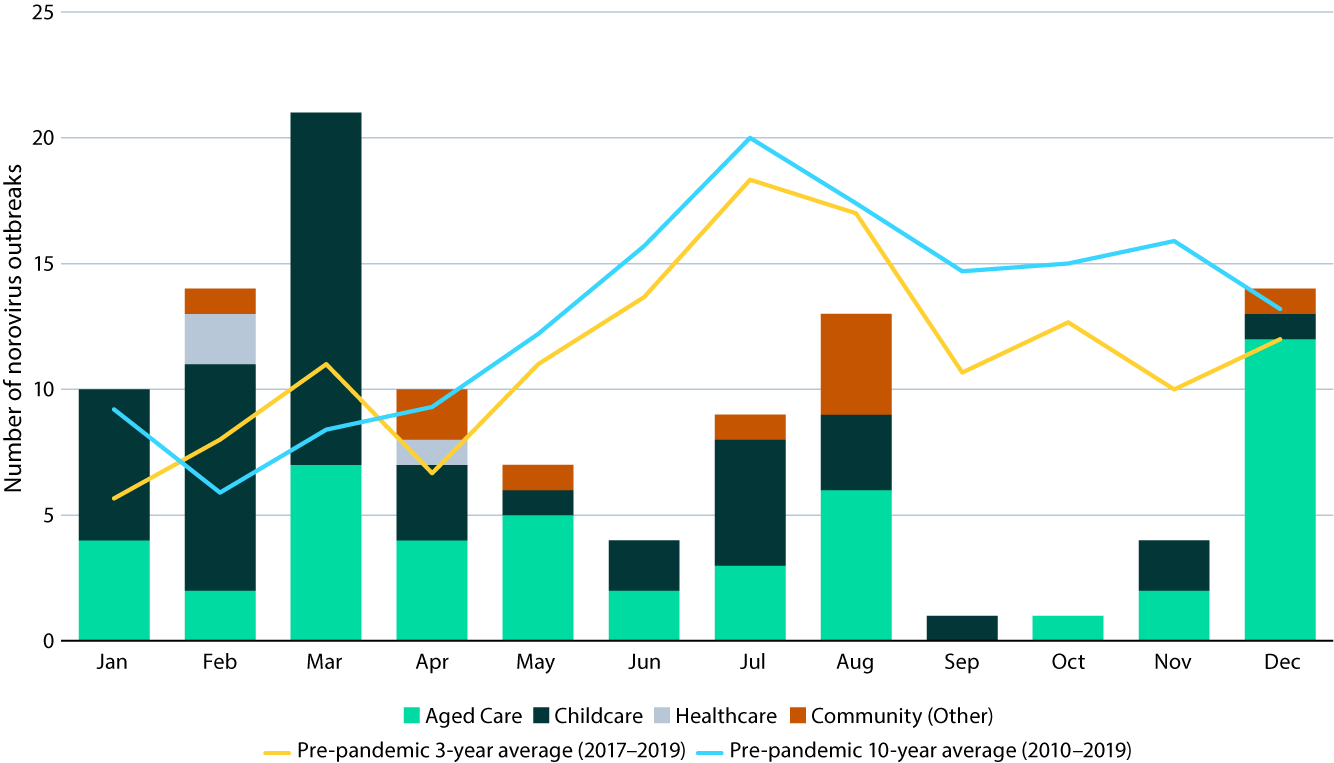 Number of norovirus outbreaks
25
20
15
10
5
0
Jan Feb Mar Apr May Jun Jul Aug Sep Oct Nov Dec
Aged Care Childcare Healthcare Community (Other)
Pre-pandemic 3-year average (2017–2019) Pre-pandemic 10-year average (2010–2019)